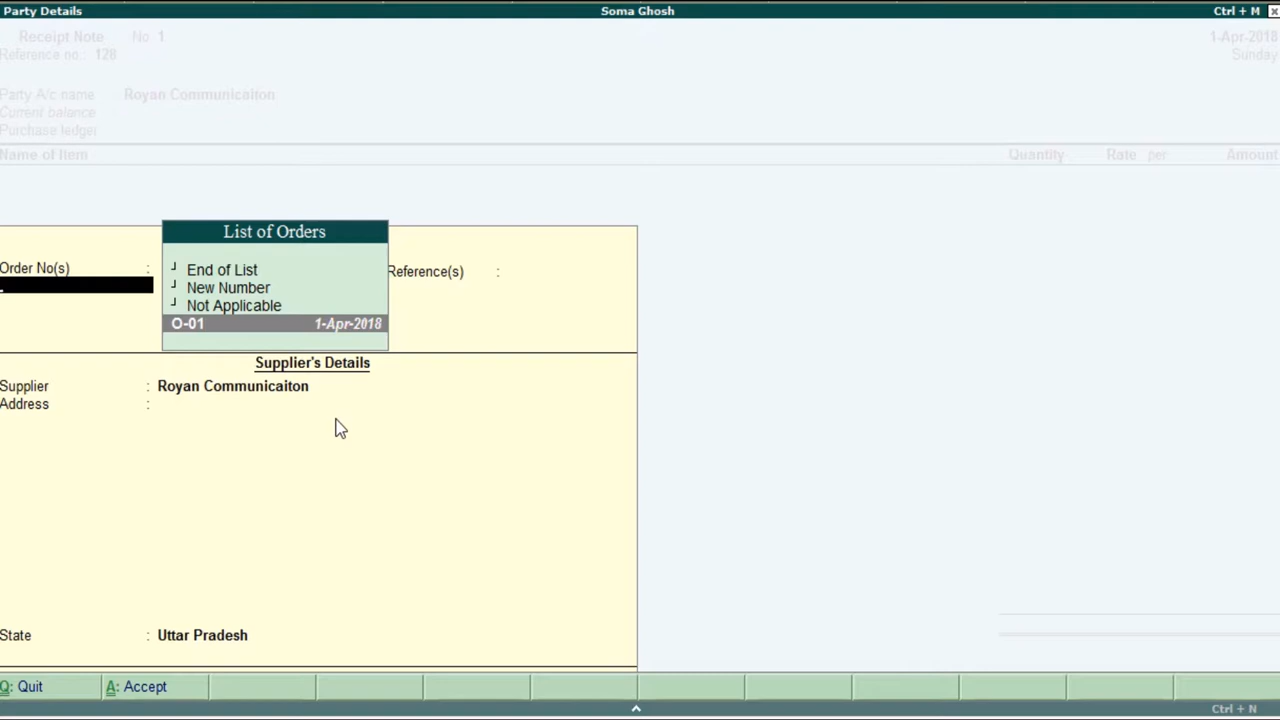 Party Details Soma Ghosh Ctrl + M
Receipt Note No 1 1-Apr-2018
Reference no.: 128 Sunday
Party A/c name Royan Communicaiton
Current balance
Purchase ledger
Name of Item Quantity Rate per Amount
List of Orders
Order No(s) : End of List Reference(s) :
New Number
Not Applicable
O-01 1-Apr-2018
Supplier's Details
Supplier : Royan Communicaiton
Address :
State : Uttar Pradesh
Q: Quit A: Accept
Ctrl + N